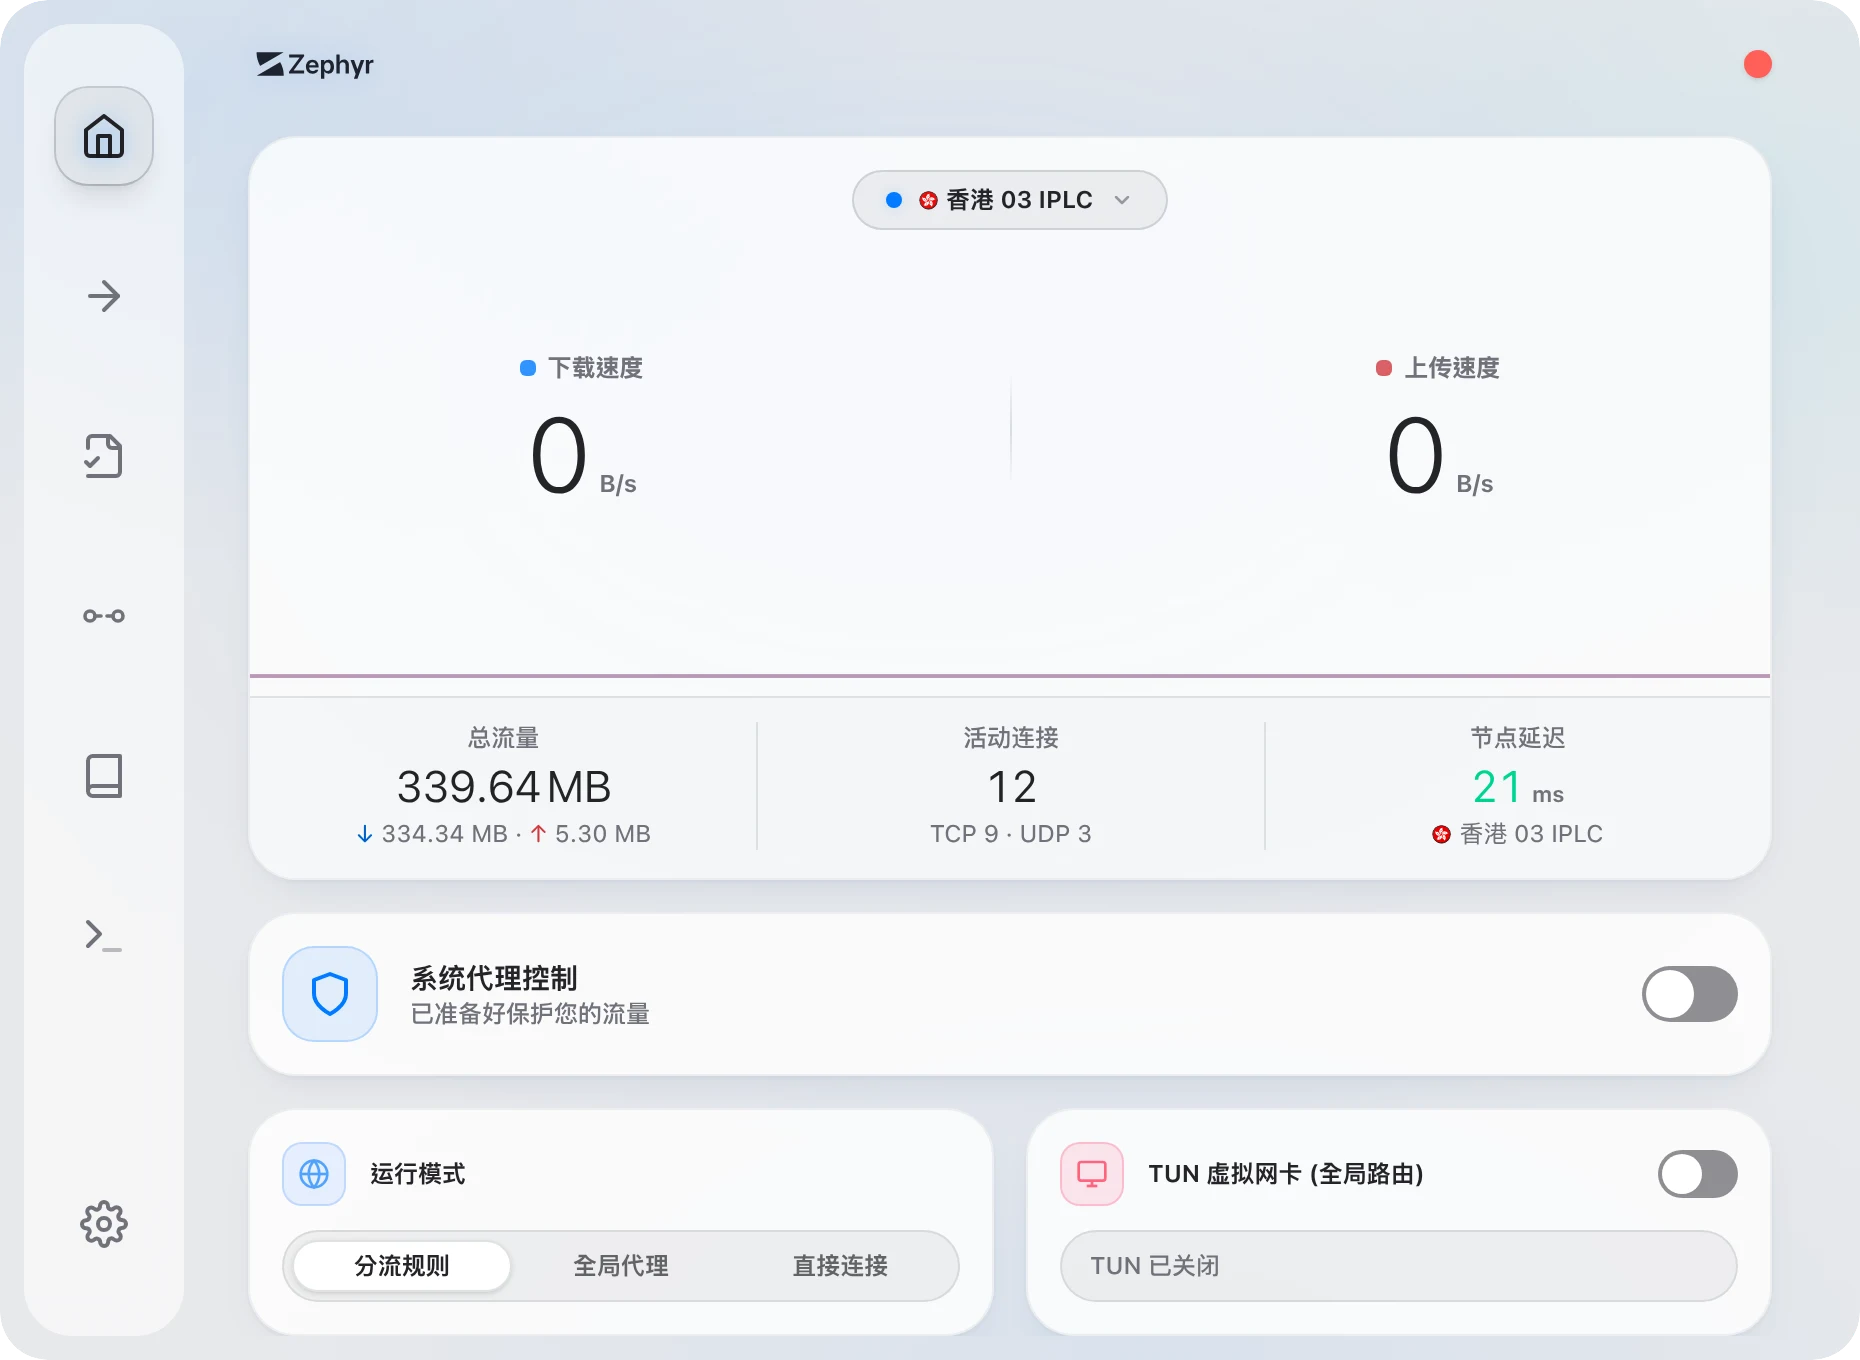 Zephyr
香港 03 IPLC
下载速度
0 B/s
上传速度
0 B/s
总流量
339.64 MB
↓ 334.34 MB · ↑ 5.30 MB
活动连接
12
TCP 9 · UDP 3
节点延迟
21 ms
香港 03 IPLC
系统代理控制
已准备好保护您的流量
运行模式
分流规则 全局代理 直接连接
TUN 虚拟网卡 (全局路由)
TUN 已关闭